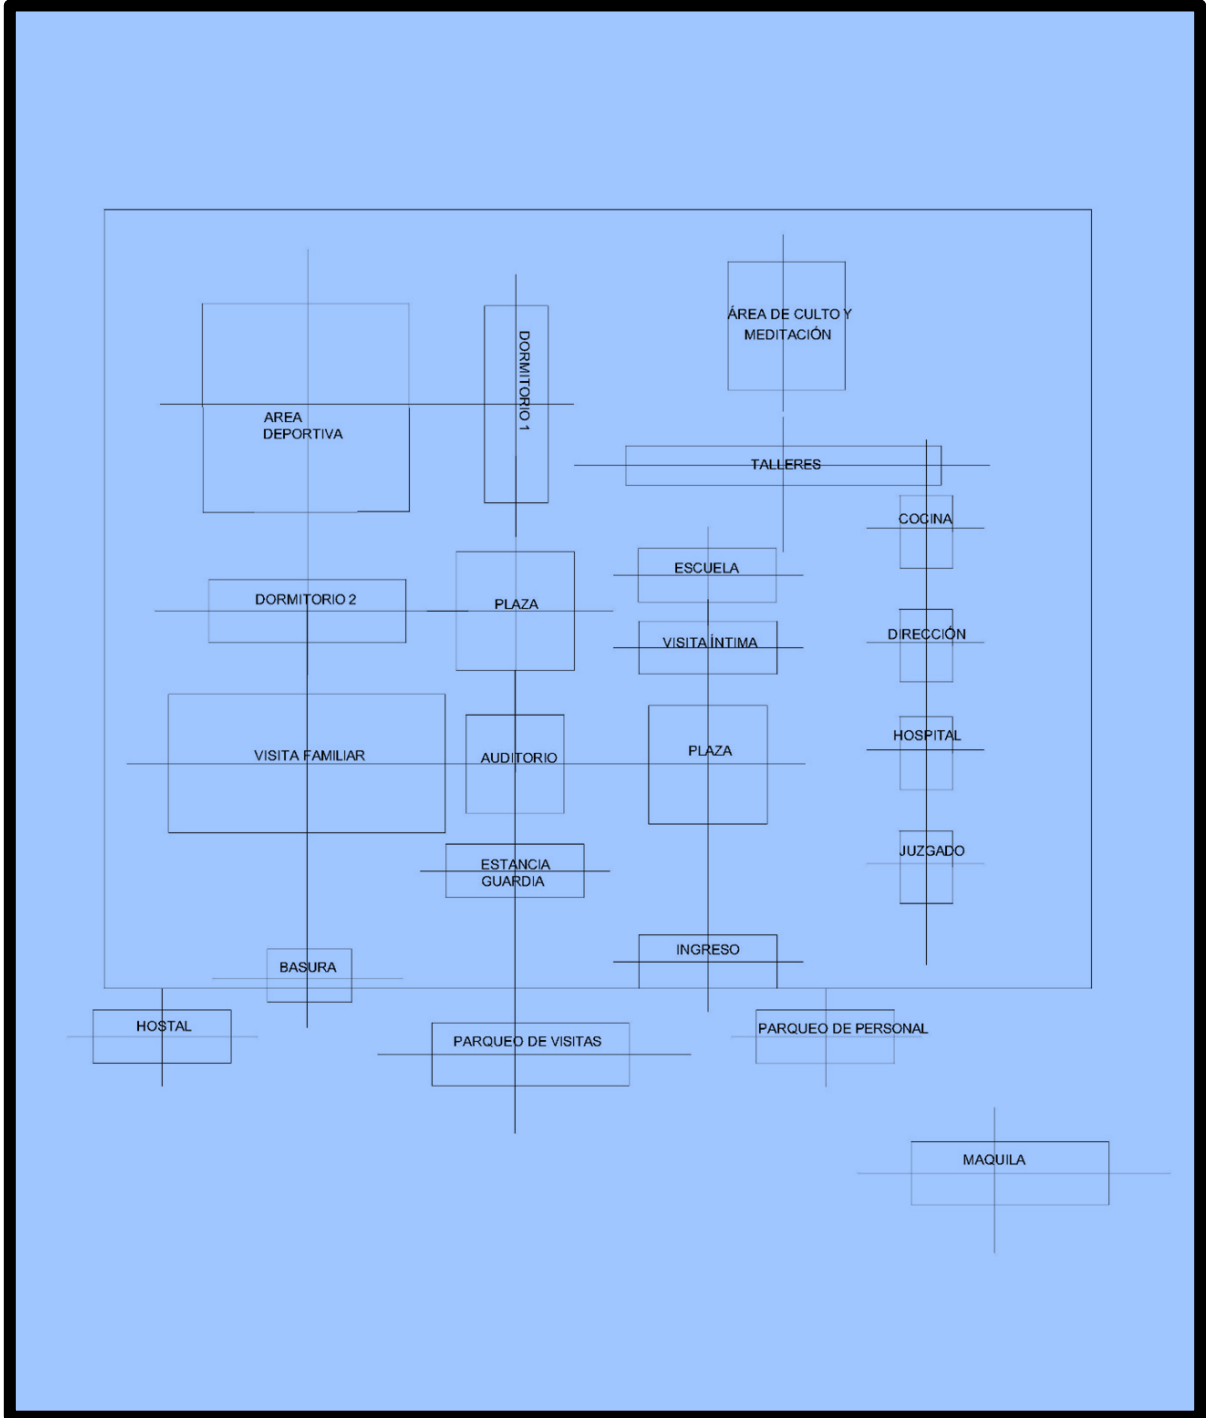 ÁREA DE CULTO Y
MEDITACIÓN
DORMITORIO 1
AREA
DEPORTIVA
TALLERES
COCINA
ESCUELA
DORMITORIO 2
PLAZA
DIRECCIÓN
VISITA ÍNTIMA
HOSPITAL
VISITA FAMILIAR
AUDITORIO
PLAZA
JUZGADO
ESTANCIA
GUARDIA
INGRESO
BASURA
HOSTAL
PARQUEO DE VISITAS
PARQUEO DE PERSONAL
MAQUILA